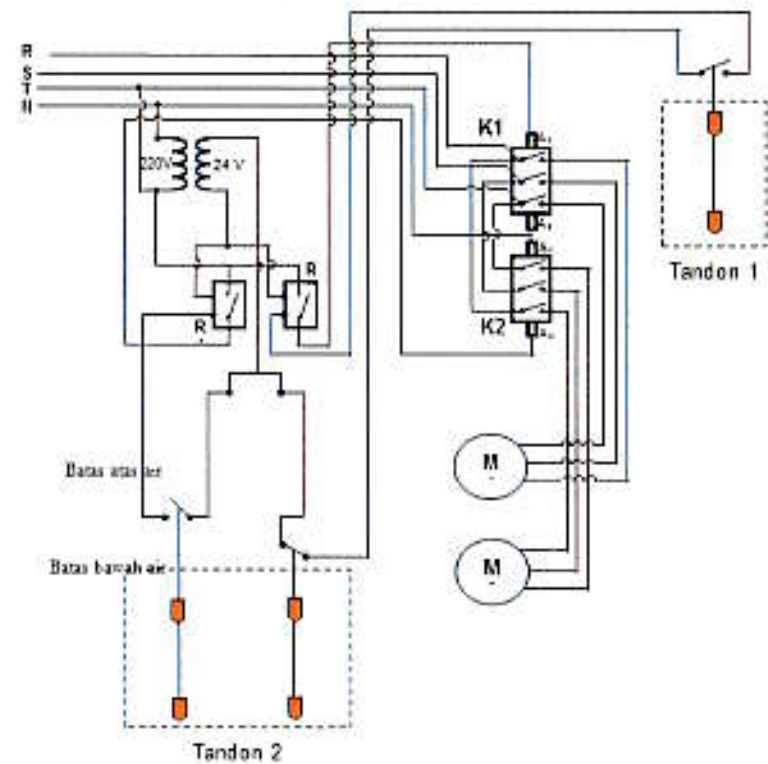 R
S
T
N
K1
220V
24 V
Tandon 1
R
R
K2
M
Batas atas air
M
Batas bawah air
Tandon 2